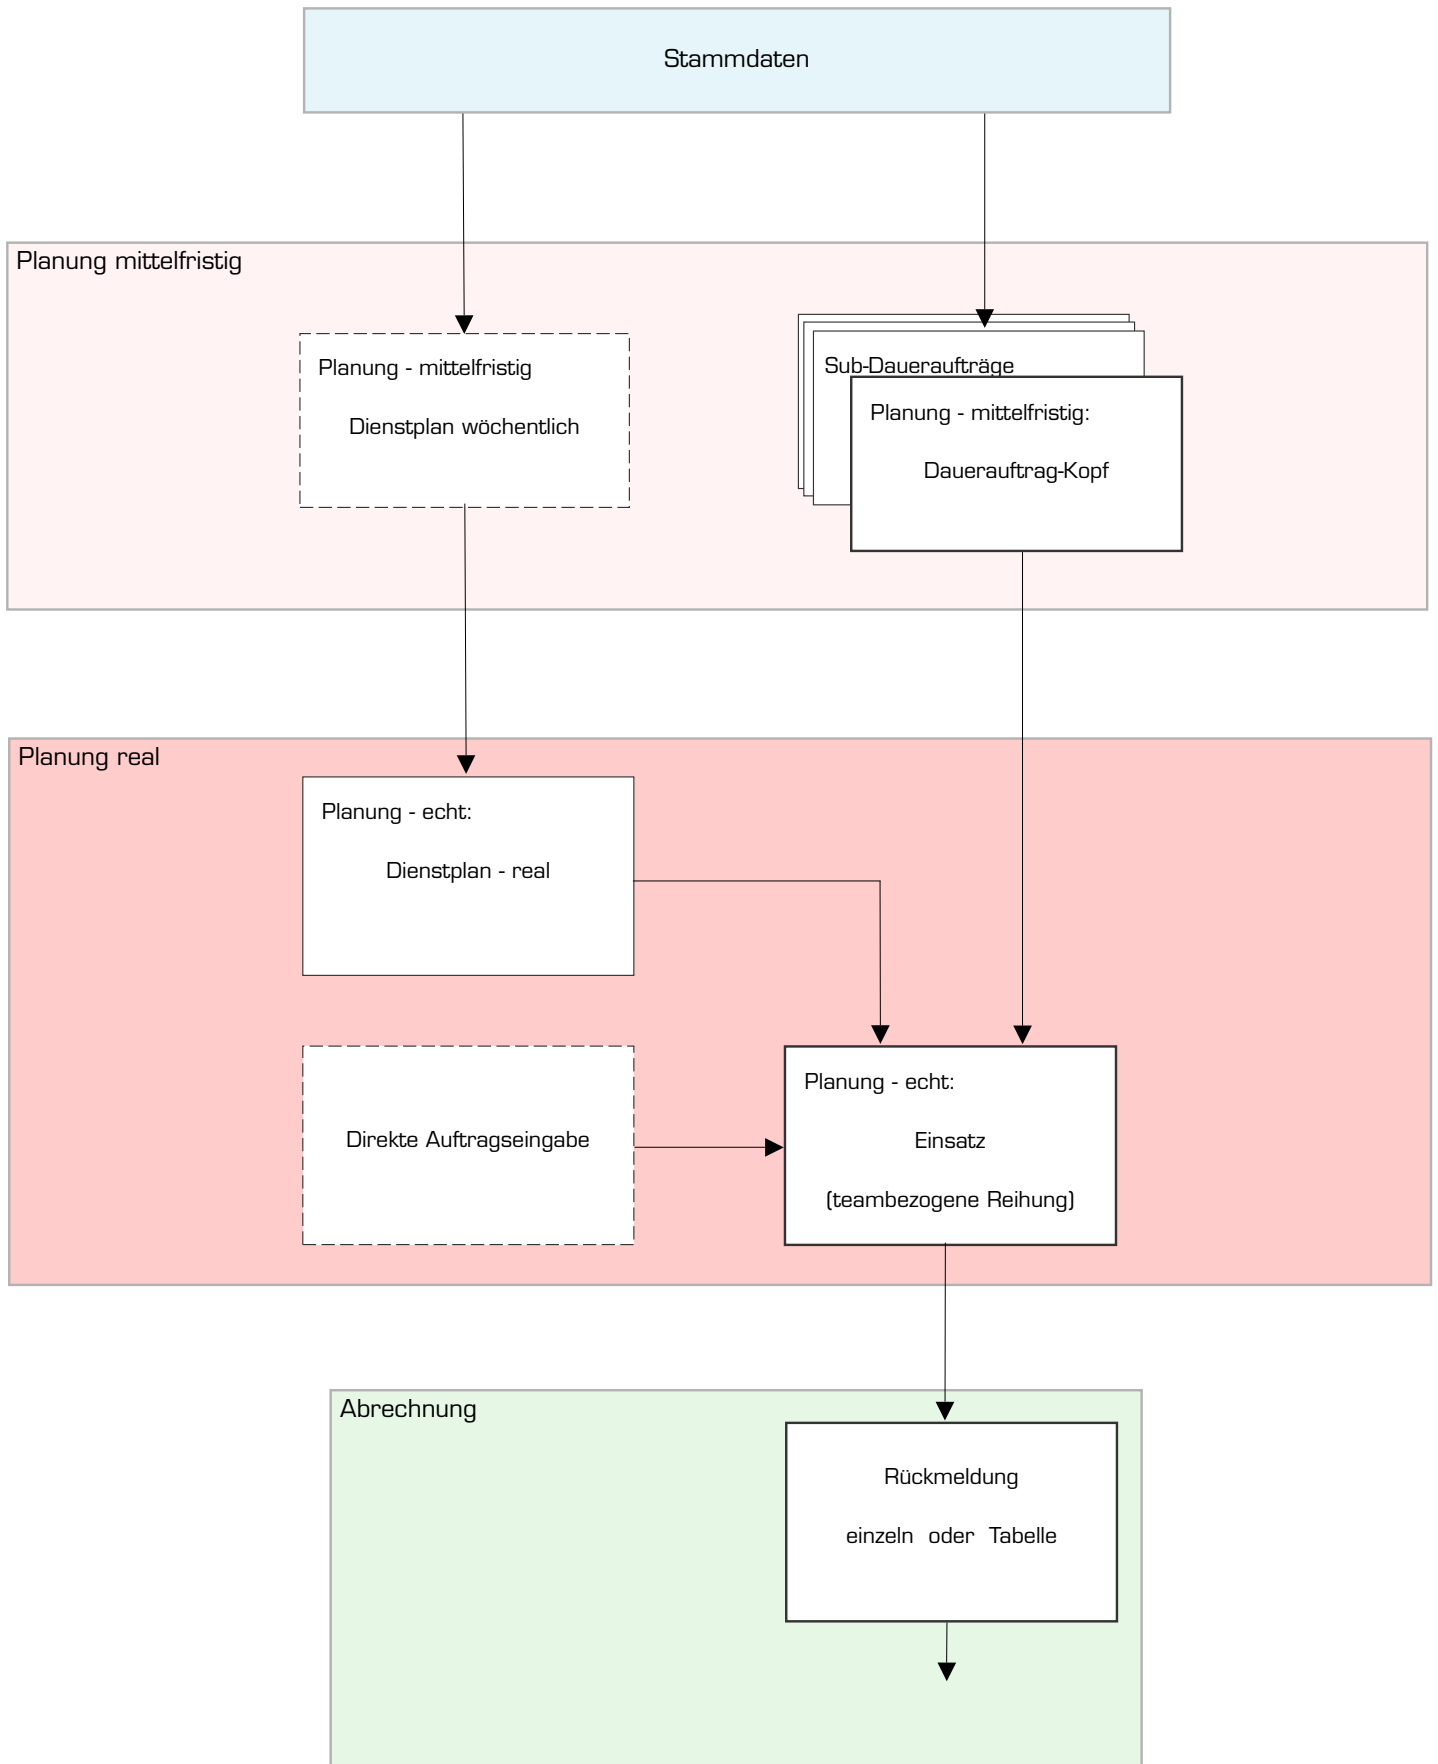 Stammdaten
Planung mittelfristig
Planung - mittelfristig
Dienstplan wöchentlich
Sub-Daueraufträge
Planung - mittelfristig:
Dauerauftrag-Kopf
Planung real
Planung - echt:
Dienstplan - real
Direkte Auftragseingabe
Planung - echt:
Einsatz
(teambezogene Reihung)
Abrechnung
Rückmeldung
einzeln oder Tabelle